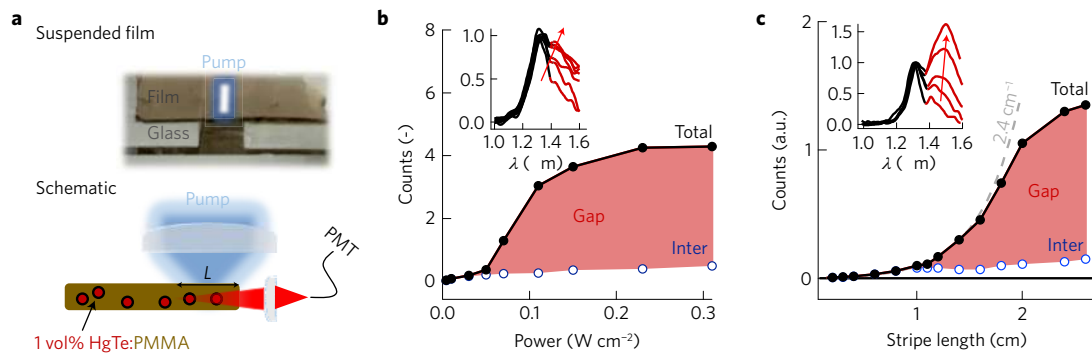 a
Suspended film
Pump
Film
Glass
Schematic
Pump
L
PMT
1 vol% HgTe:PMMA
b
8
6
4
2
0
Counts (-)
1.0
0.5
0.0
1.0 1.2 1.4 1.6
λ ( m)
Total
Gap
Inter
0.0 0.1 0.2 0.3
Power (W cm⁻²)
c
2
1
0
Counts (a.u.)
1.5
1.0
0.5
0.0
1.0 1.2 1.4 1.6
λ ( m)
2.4 cm⁻¹
Total
Gap
Inter
1 2
Stripe length (cm)